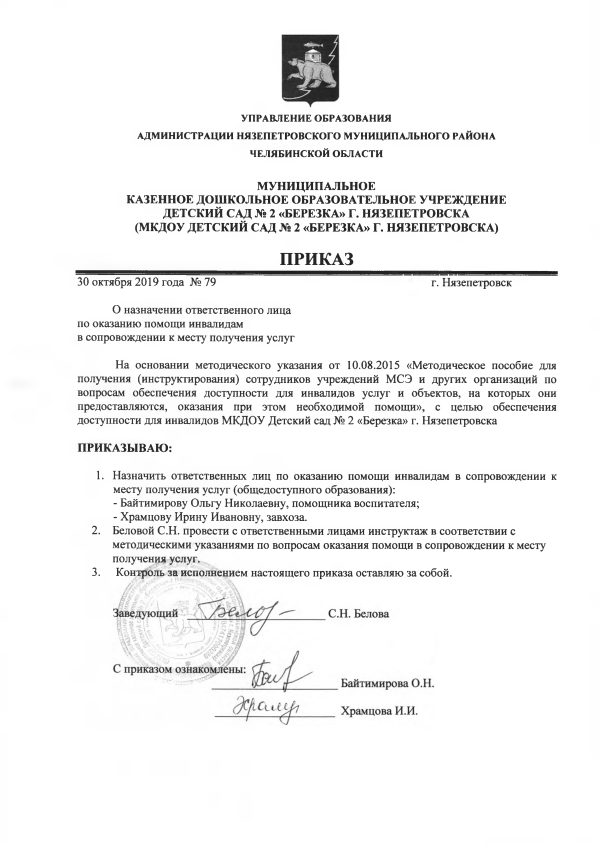 УПРАВЛЕНИЕ ОБРАЗОВАНИЯ
АДМИНИСТРАЦИИ НЯЗЕПЕТРОВСКОГО МУНИЦИПАЛЬНОГО РАЙОНА
ЧЕЛЯБИНСКОЙ ОБЛАСТИ
МУНИЦИПАЛЬНОЕ
КАЗЕННОЕ ДОШКОЛЬНОЕ ОБРАЗОВАТЕЛЬНОЕ УЧРЕЖДЕНИЕ
ДЕТСКИЙ САД № 2 «БЕРЕЗКА» Г. НЯЗЕПЕТРОВСКА
(МКДОУ ДЕТСКИЙ САД № 2 «БЕРЕЗКА» Г. НЯЗЕПЕТРОВСКА)
ПРИКАЗ
30 октября 2019 года № 79 г. Нязепетровск
О назначении ответственного лица
по оказанию помощи инвалидам
в сопровождении к месту получения услуг
На основании методического указания от 10.08.2015 «Методическое пособие для
получения (инструктирования) сотрудников учреждений МСЭ и других организаций по
вопросам обеспечения доступности для инвалидов услуг и объектов, на которых они
предоставляются, оказания при этом необходимой помощи», с целью обеспечения
доступности для инвалидов МКДОУ Детский сад № 2 «Березка» г. Нязепетровска
ПРИКАЗЫВАЮ:
1. Назначить ответственных лиц по оказанию помощи инвалидам в сопровождении к
месту получения услуг (общедоступного образования):
- Байтимирову Ольгу Николаевну, помощника воспитателя;
- Храмцову Ирину Ивановну, завхоза.
2. Беловой С.Н. провести с ответственными лицами инструктаж в соответствии с
методическими указаниями по вопросам оказания помощи в сопровождении к месту
получения услуг.
3. Контроль за исполнением настоящего приказа оставляю за собой.
Заведующий С.Н. Белова
С приказом ознакомлены:
Байтимирова О.Н.
Храмцова И.И.